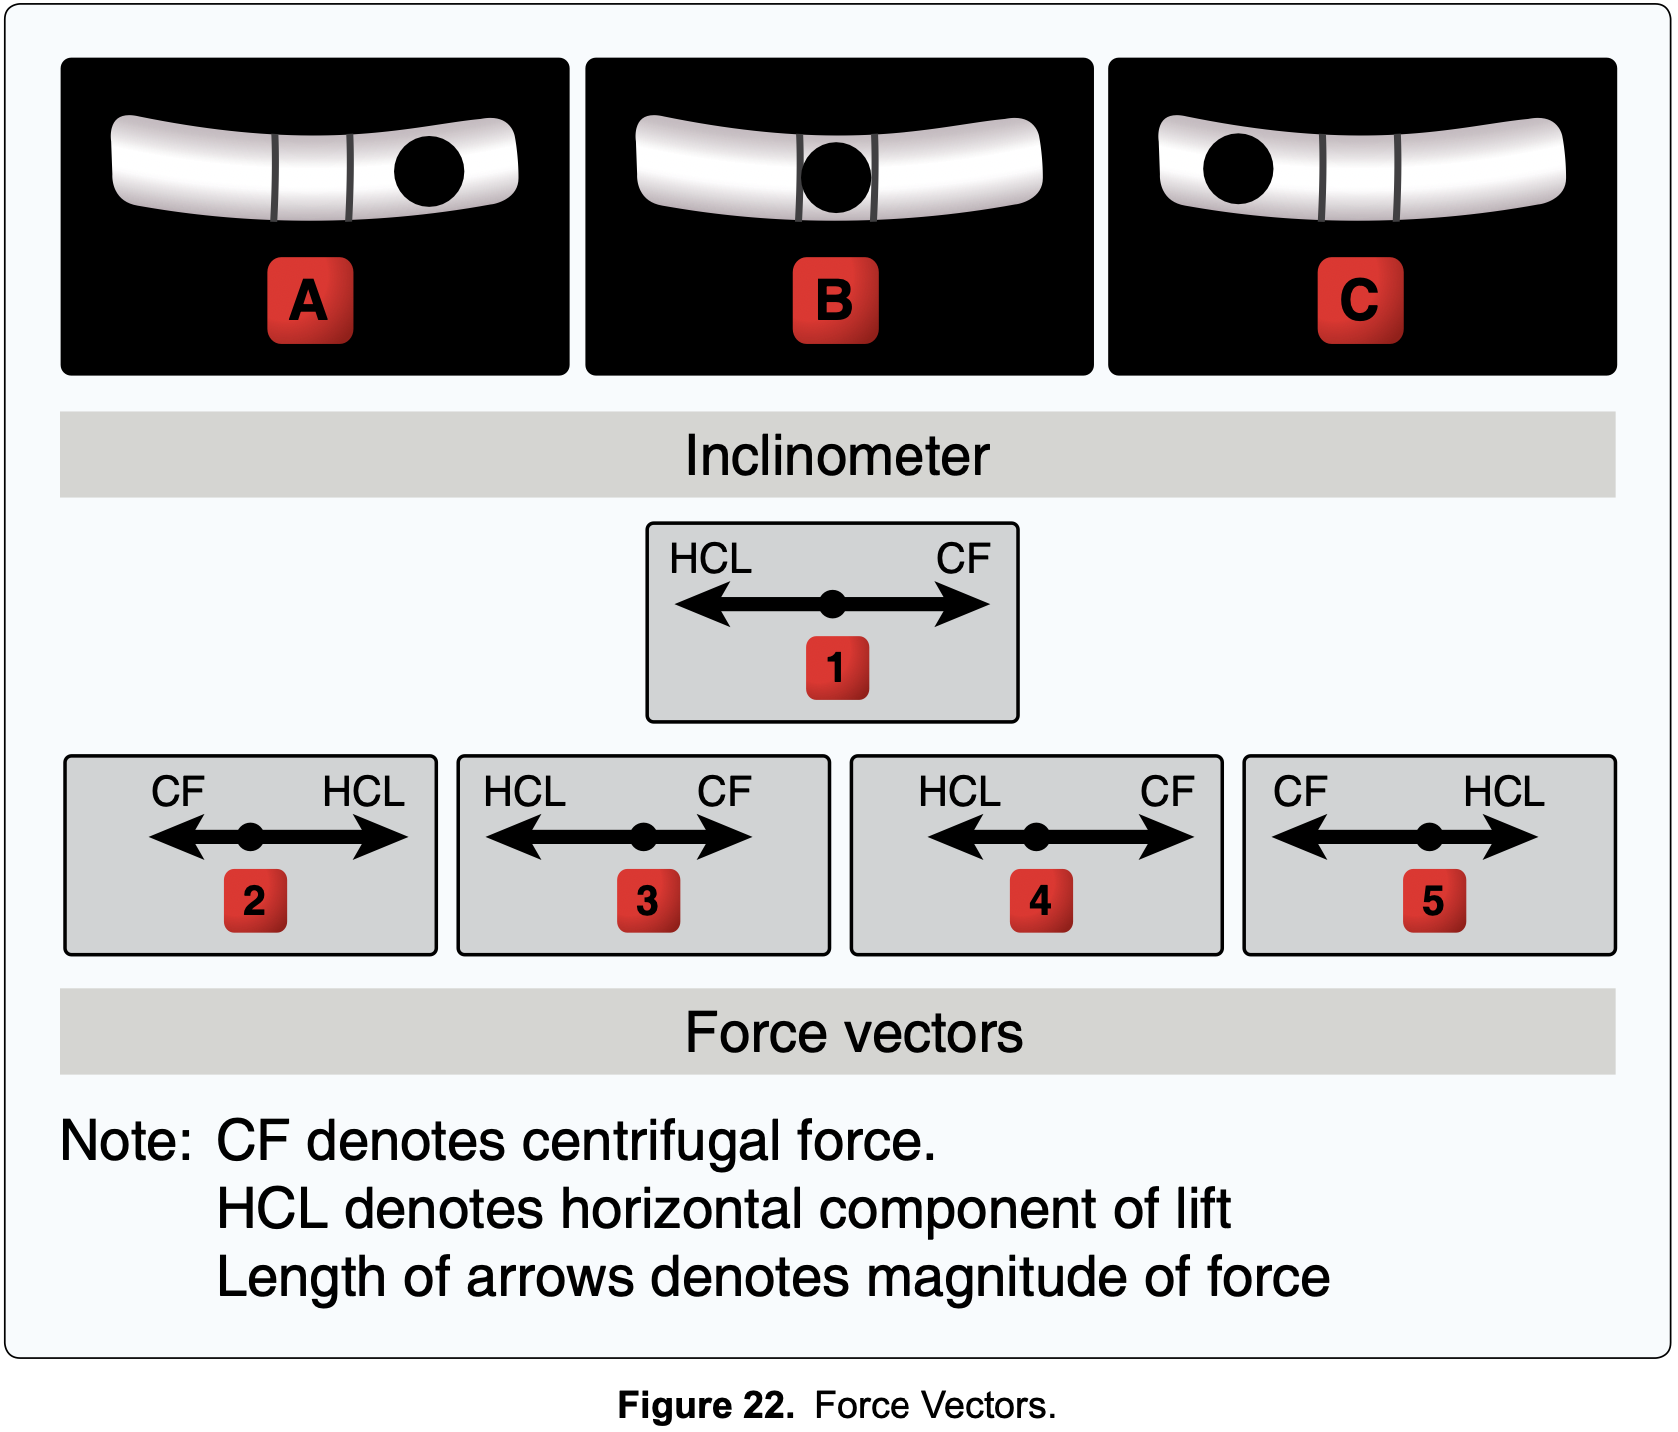 A
B
C
Inclinometer
HCL CF
1
CF HCL
2
HCL CF
3
HCL CF
4
CF HCL
5
Force vectors
Note: CF denotes centrifugal force.
HCL denotes horizontal component of lift
Length of arrows denotes magnitude of force
Figure 22. Force Vectors.